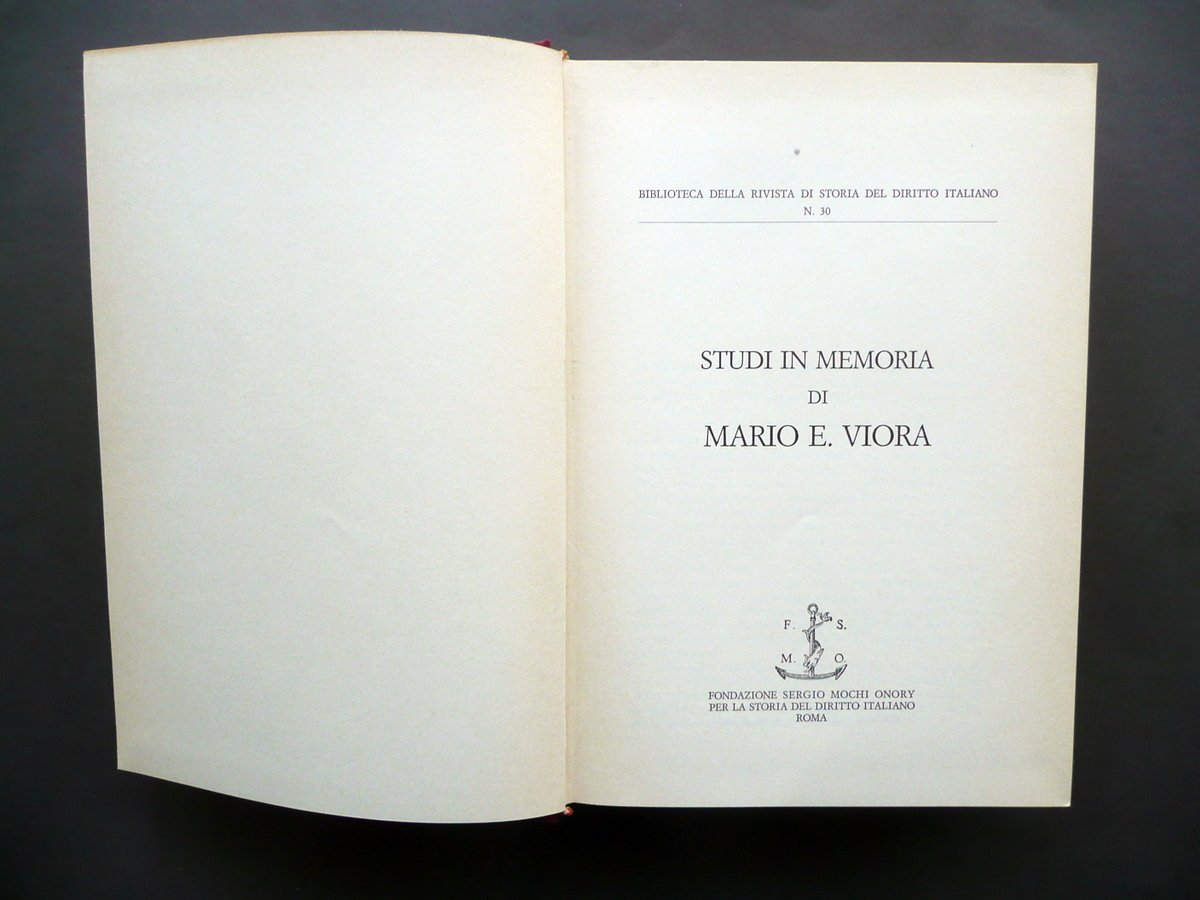 BIBLIOTECA DELLA RIVISTA DI STORIA DEL DIRITTO ITALIANO
N. 30
STUDI IN MEMORIA
DI
MARIO E. VIORA
F. S.
M. O.
FONDAZIONE SERGIO MOCHI ONORY
PER LA STORIA DEL DIRITTO ITALIANO
ROMA